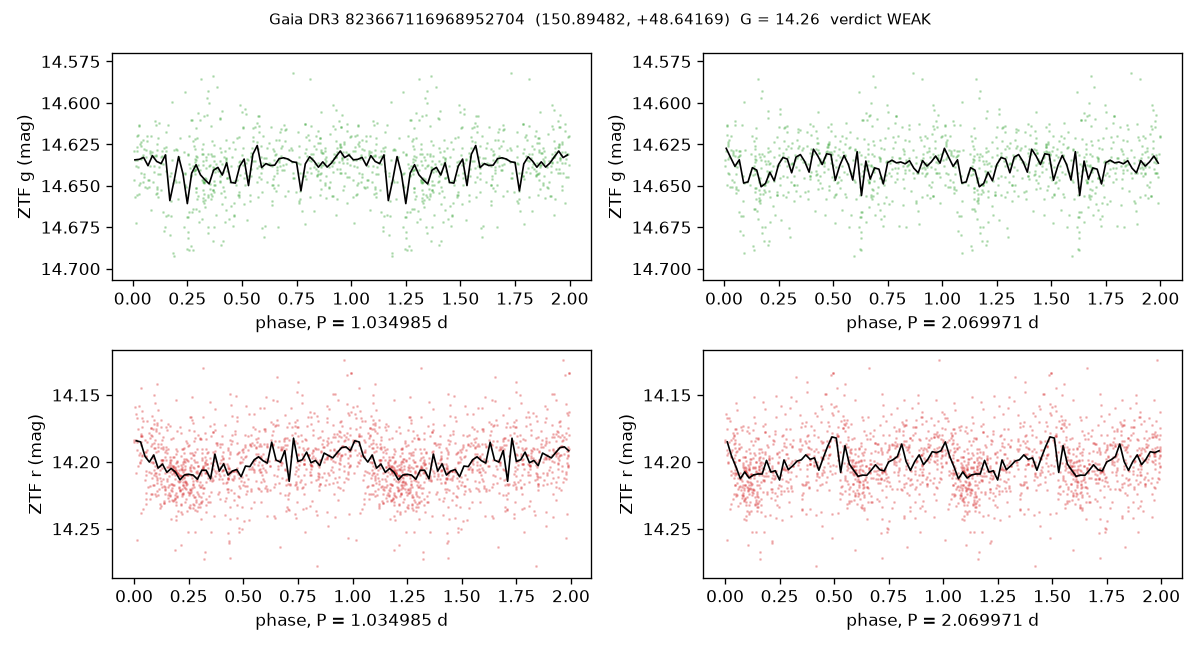 Gaia DR3 823667116968952704 (150.89482, +48.64169) G = 14.26 verdict WEAK
14.575
14.600
14.625
14.650
14.675
14.700
ZTF g (mag)
0.00 0.25 0.50 0.75 1.00 1.25 1.50 1.75 2.00
phase, P = 1.034985 d
14.575
14.600
14.625
14.650
14.675
14.700
ZTF g (mag)
0.00 0.25 0.50 0.75 1.00 1.25 1.50 1.75 2.00
phase, P = 2.069971 d
14.15
14.20
14.25
ZTF r (mag)
0.00 0.25 0.50 0.75 1.00 1.25 1.50 1.75 2.00
phase, P = 1.034985 d
14.15
14.20
14.25
ZTF r (mag)
0.00 0.25 0.50 0.75 1.00 1.25 1.50 1.75 2.00
phase, P = 2.069971 d